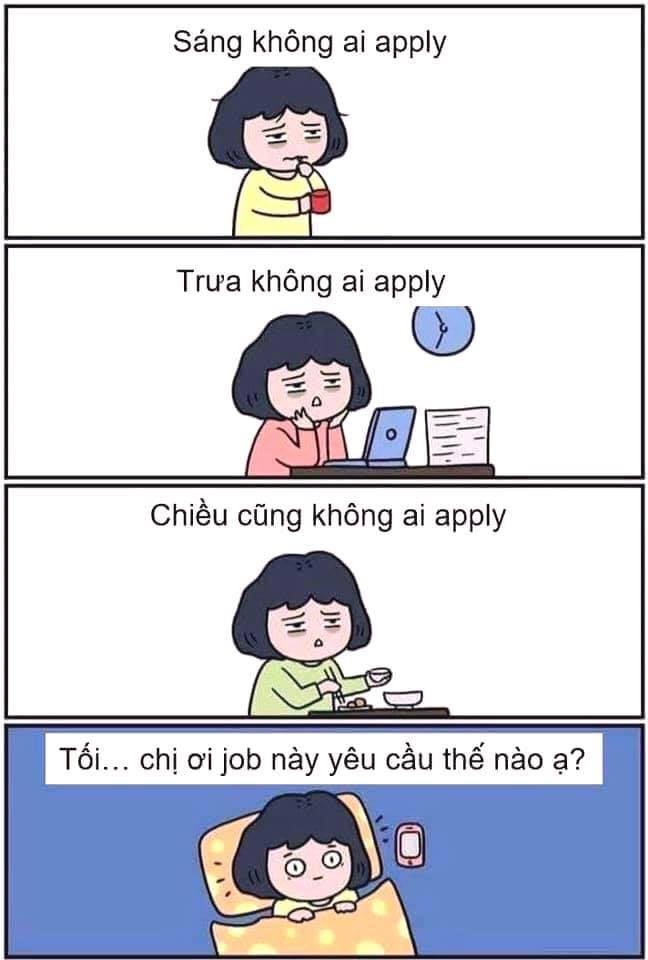 Sáng không ai apply
Trưa không ai apply
Chiều cũng không ai apply
Tối... chị ơi job này yêu cầu thế nào ạ?